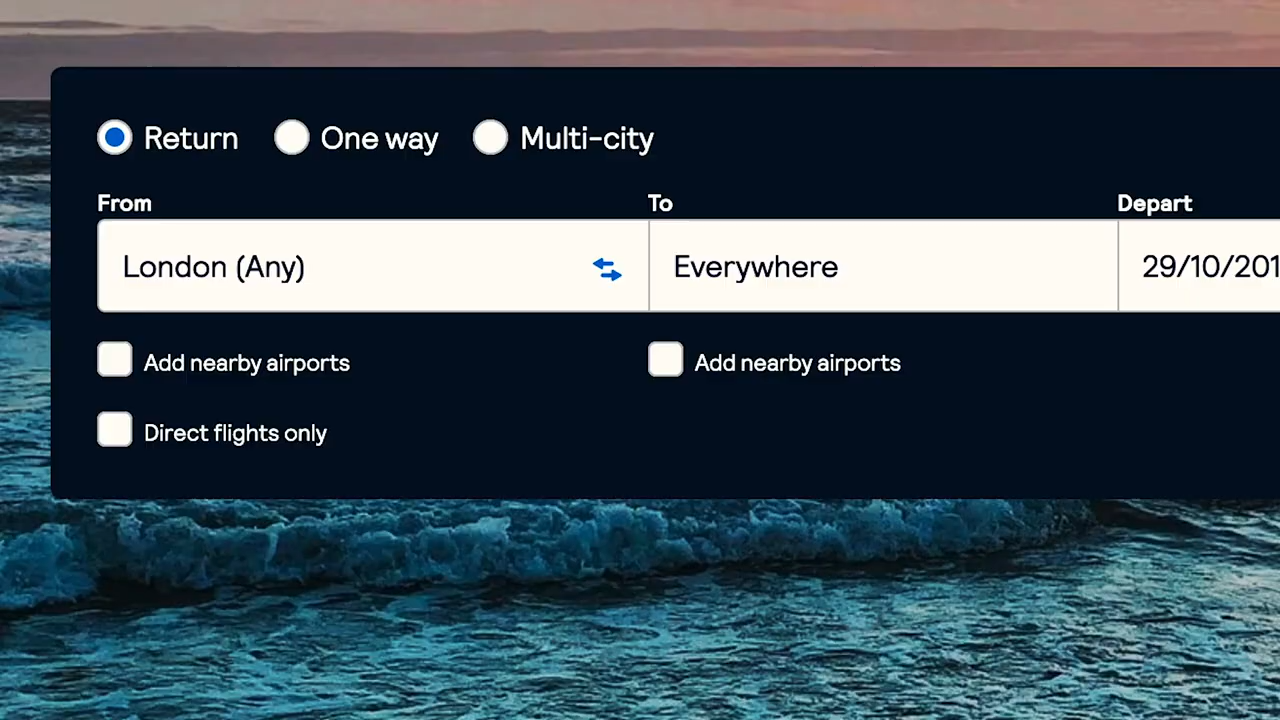 Return One way Multi-city
From To Depart
London (Any) Everywhere 29/10/201
Add nearby airports Add nearby airports
Direct flights only